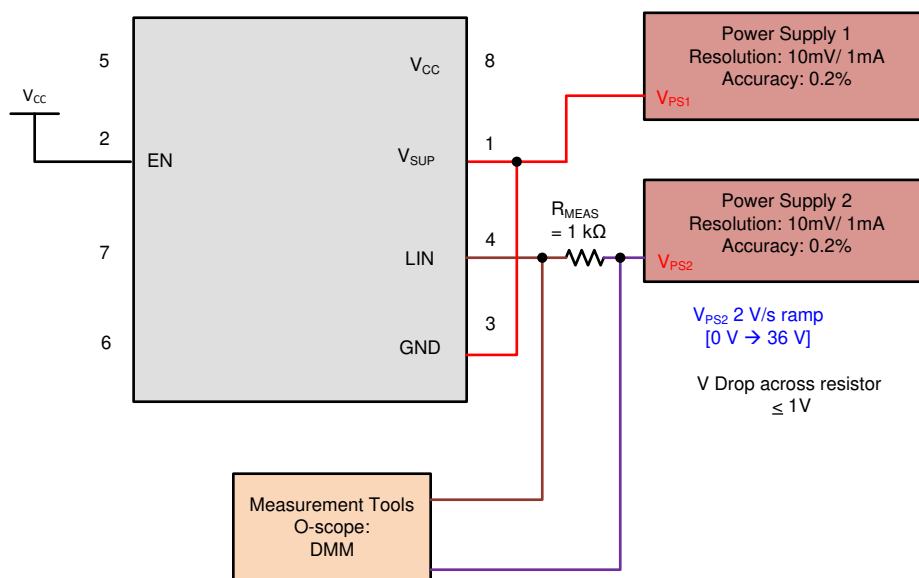 5
VCC
2
EN
7
6
VCC
8
VSUP
1
LIN
4
GND
3
RMEAS
= 1 kΩ
Power Supply 1
Resolution: 10mV/ 1mA
Accuracy: 0.2%
VPS1
Power Supply 2
Resolution: 10mV/ 1mA
Accuracy: 0.2%
VPS2
VPS2 2 V/s ramp
[0 V → 36 V]
V Drop across resistor
≤ 1V
Measurement Tools
O-scope:
DMM